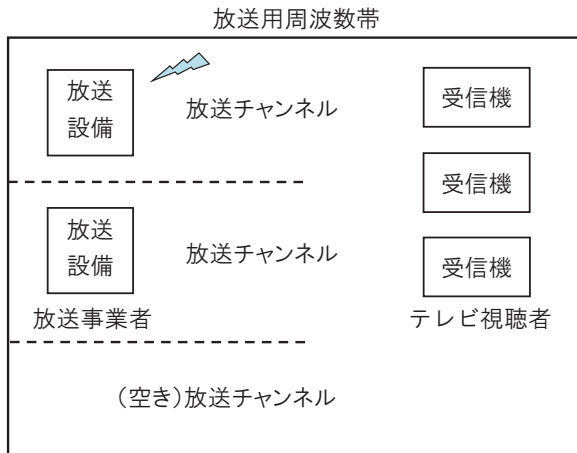 放送用周波数帯
放送
設備
放送チャンネル
受信機
受信機
放送
設備
放送チャンネル
受信機
放送事業者
テレビ視聴者
（空き）放送チャンネル